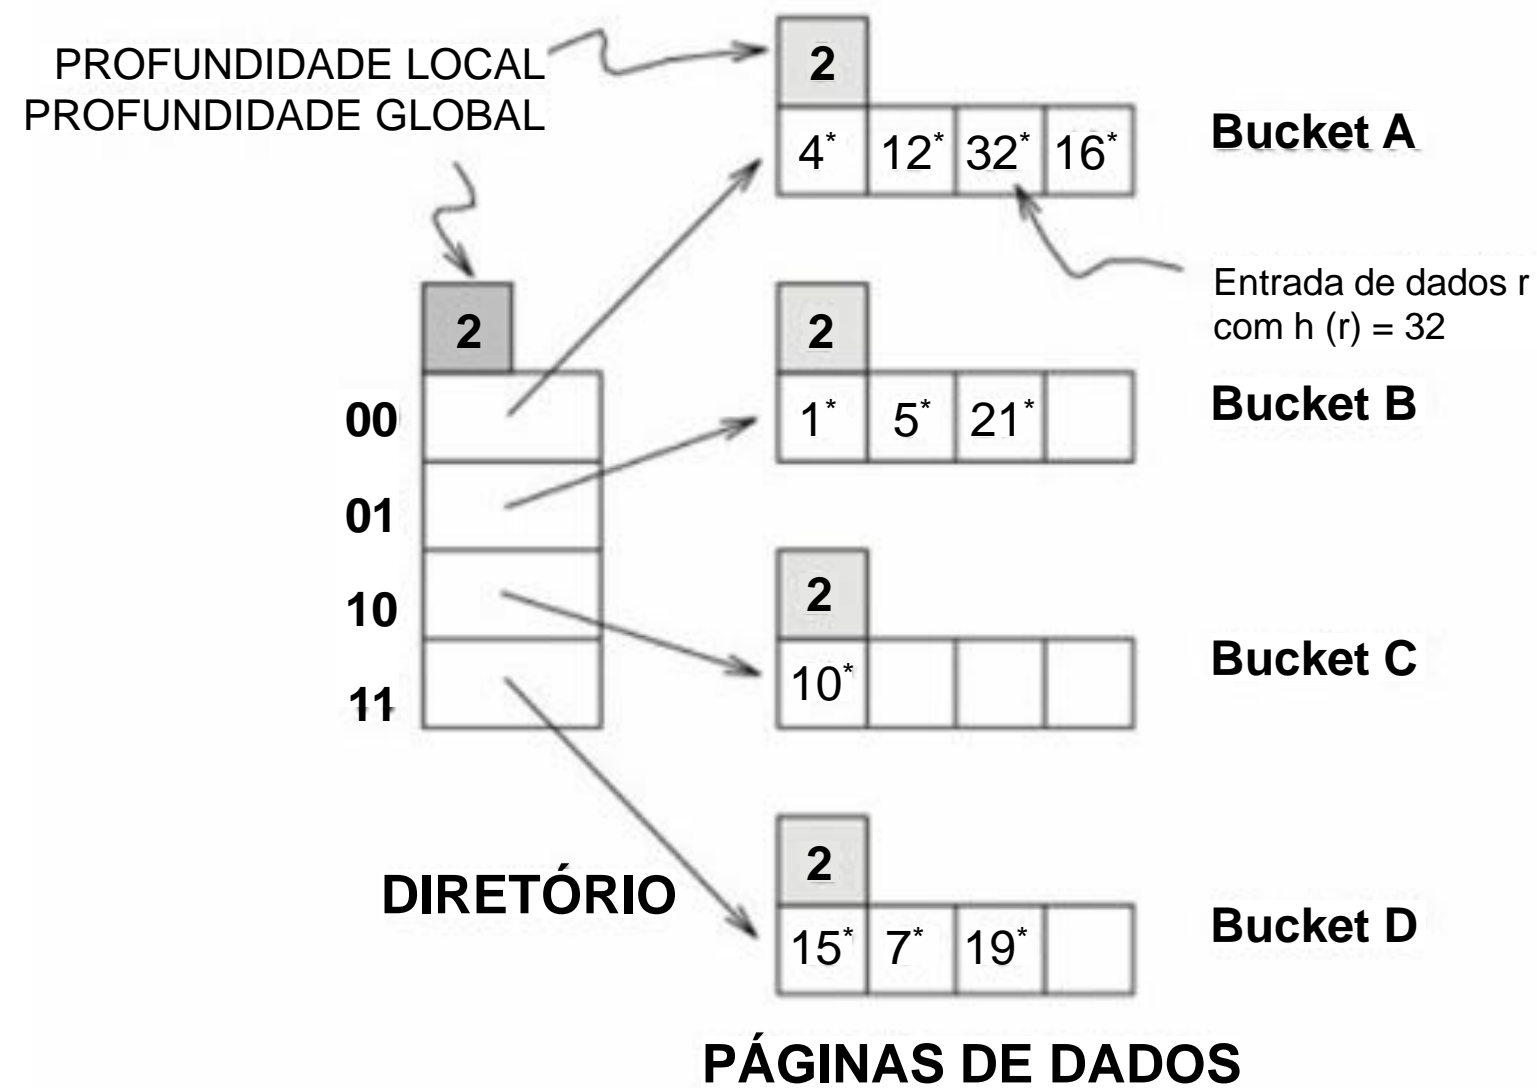 PROFUNDIDADE LOCAL
PROFUNDIDADE GLOBAL
2
4* 12* 32* 16*
Bucket A
Entrada de dados r
com h (r) = 32
2
00
01
10
11
2
1* 5* 21*
Bucket B
2
10*
Bucket C
2
15* 7* 19*
Bucket D
DIRETÓRIO
PÁGINAS DE DADOS